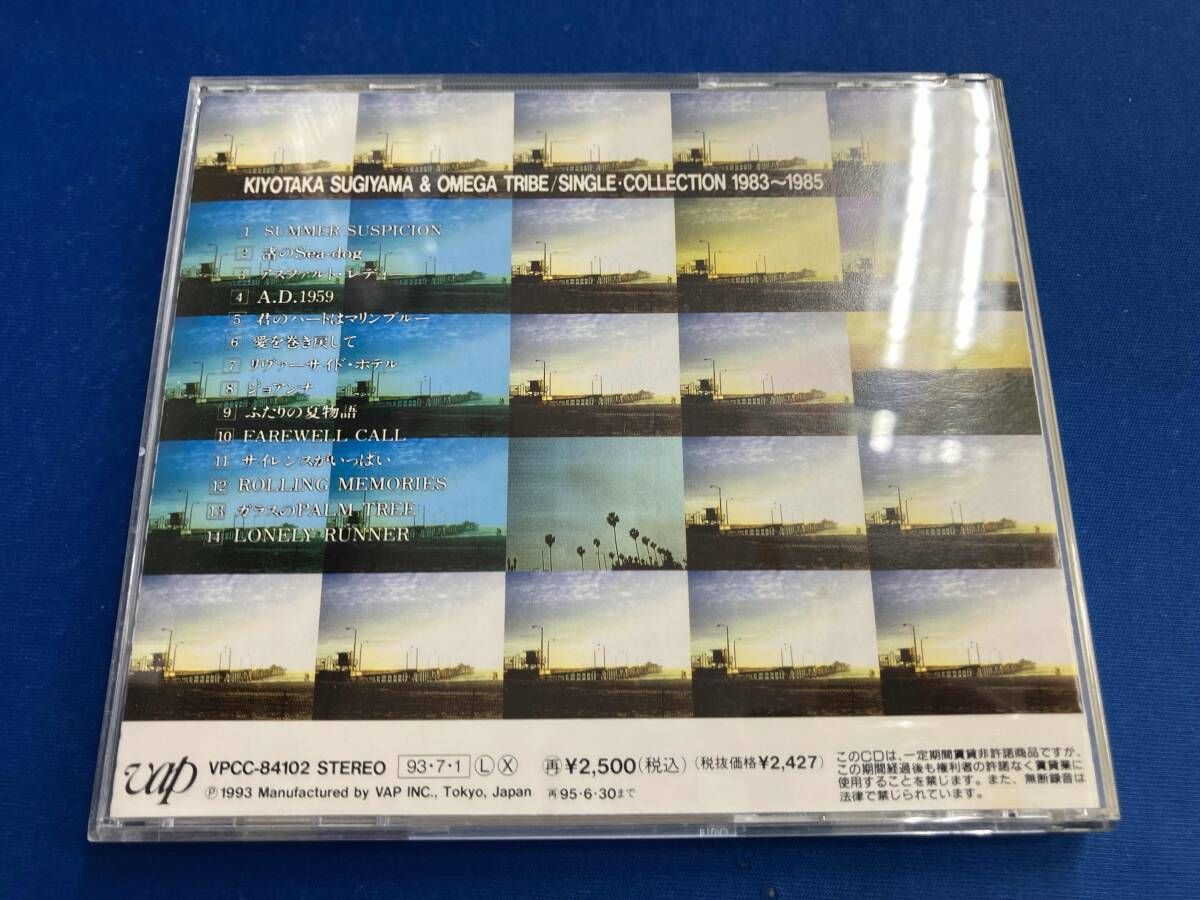 KIYOTAKA SUGIYAMA & OMEGA TRIBE/SINGLE·COLLECTION 1983〜1985
1 SUMMER SUSPICION
2 渚のSea-dog
3 アスファルト・レディー
4 A.D.1959
5 君のハートはマリンブルー
6 愛を巻き戻して
7 リヴァーサイド・ホテル
8 ジョアンナ
9 ふたりの夏物語
10 FAREWELL CALL
11 サイレンスがいっぱい
12 ROLLING MEMORIES
13 ガラスのPALM TREE
14 LONELY RUNNER
vap VPCC-84102 STEREO 93・7・1 Ⓛ Ⓧ 再¥2,500(税込) (税抜価格¥2,427)
Ⓟ1993 Manufactured by VAP INC., Tokyo, Japan 再95・6・30まで
このCDは、一定期間賃貸非許諾商品ですが、
この期間経過後も権利者の許諾なく賃貸業に
使用することを禁じます。また、無断録音は
法律で禁じられています。